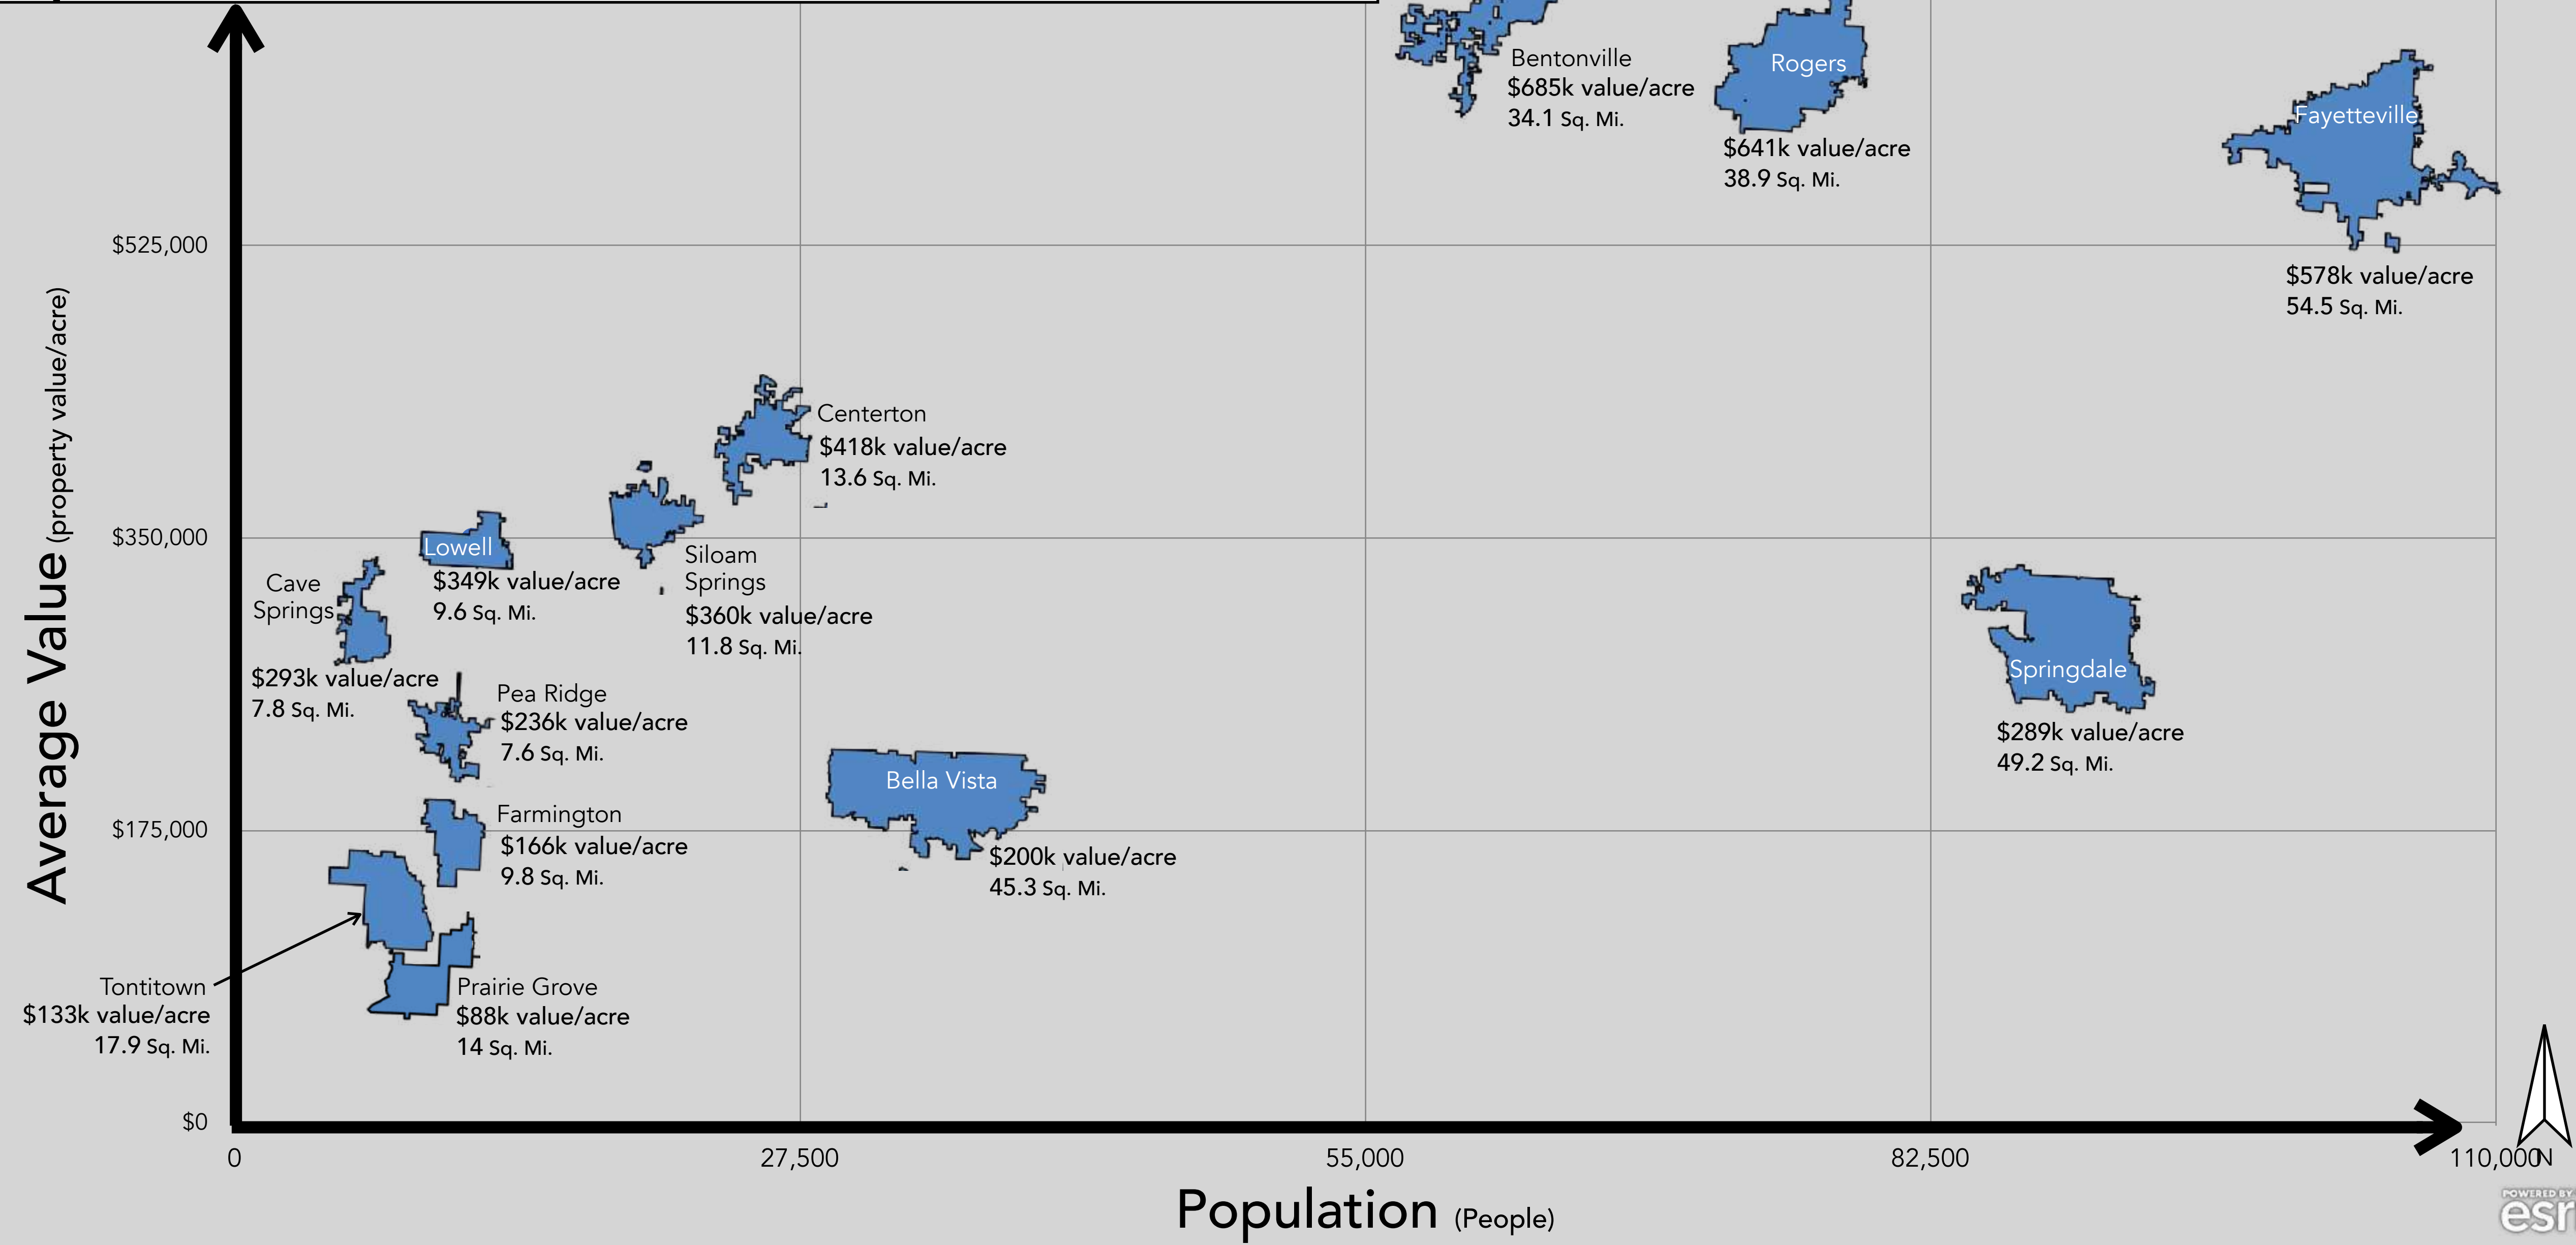 Bentonville
$685k value/acre
34.1 Sq. Mi.
Rogers
$641k value/acre
38.9 Sq. Mi.
Fayetteville
$578k value/acre
54.5 Sq. Mi.
$525,000
Centerton
$418k value/acre
13.6 Sq. Mi.
$350,000
Lowell
$349k value/acre
9.6 Sq. Mi.
Siloam
Springs
$360k value/acre
11.8 Sq. Mi.
Cave
Springs
$293k value/acre
7.8 Sq. Mi.
Pea Ridge
$236k value/acre
7.6 Sq. Mi.
Springdale
$289k value/acre
49.2 Sq. Mi.
Bella Vista
$200k value/acre
45.3 Sq. Mi.
$175,000
Farmington
$166k value/acre
9.8 Sq. Mi.
Tontitown
$133k value/acre
17.9 Sq. Mi.
Prairie Grove
$88k value/acre
14 Sq. Mi.
$0
Average Value (property value/acre)
0
27,500
55,000
82,500
110,000
N
Population (People)
POWERED BY
esr